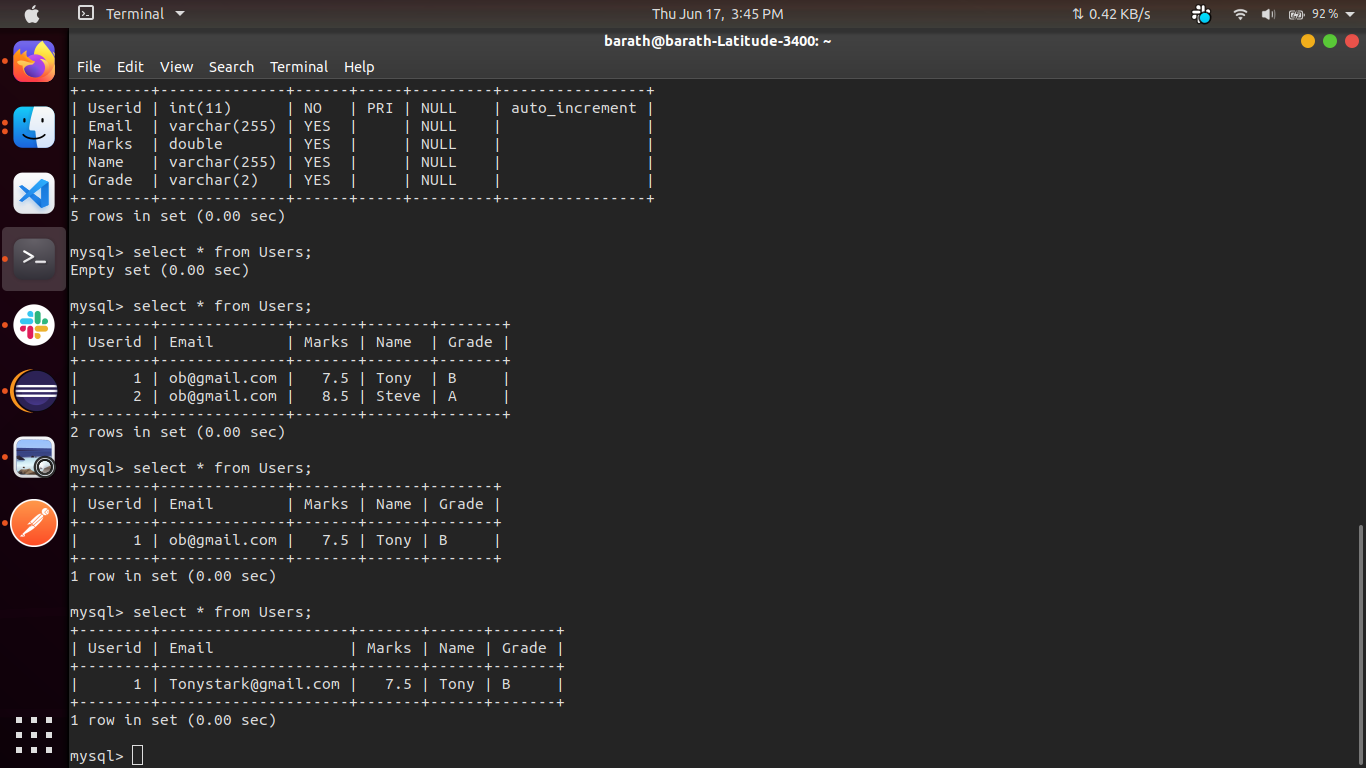 Terminal
Thu Jun 17, 3:45 PM
0.42 KB/s
92 %
barath@barath-Latitude-3400: ~
File Edit View Search Terminal Help
+--------+--------------+------+-----+---------+----------------+
| Userid | int(11)      | NO   | PRI | NULL    | auto_increment |
| Email  | varchar(255) | YES  |     | NULL    |                |
| Marks  | double       | YES  |     | NULL    |                |
| Name   | varchar(255) | YES  |     | NULL    |                |
| Grade  | varchar(2)   | YES  |     | NULL    |                |
+--------+--------------+------+-----+---------+----------------+
5 rows in set (0.00 sec)
mysql> select * from Users;
Empty set (0.00 sec)
mysql> select * from Users;
+--------+--------------+-------+-------+-------+
| Userid | Email        | Marks | Name  | Grade |
+--------+--------------+-------+-------+-------+
|      1 | ob@gmail.com |   7.5 | Tony  | B     |
|      2 | ob@gmail.com |   8.5 | Steve | A     |
+--------+--------------+-------+-------+-------+
2 rows in set (0.00 sec)
mysql> select * from Users;
+--------+--------------+-------+------+-------+
| Userid | Email        | Marks | Name | Grade |
+--------+--------------+-------+------+-------+
|      1 | ob@gmail.com |   7.5 | Tony | B     |
+--------+--------------+-------+------+-------+
1 row in set (0.00 sec)
mysql> select * from Users;
+--------+---------------------+-------+------+-------+
| Userid | Email               | Marks | Name | Grade |
+--------+---------------------+-------+------+-------+
|      1 | Tonystark@gmail.com |   7.5 | Tony | B     |
+--------+---------------------+-------+------+-------+
1 row in set (0.00 sec)
mysql>